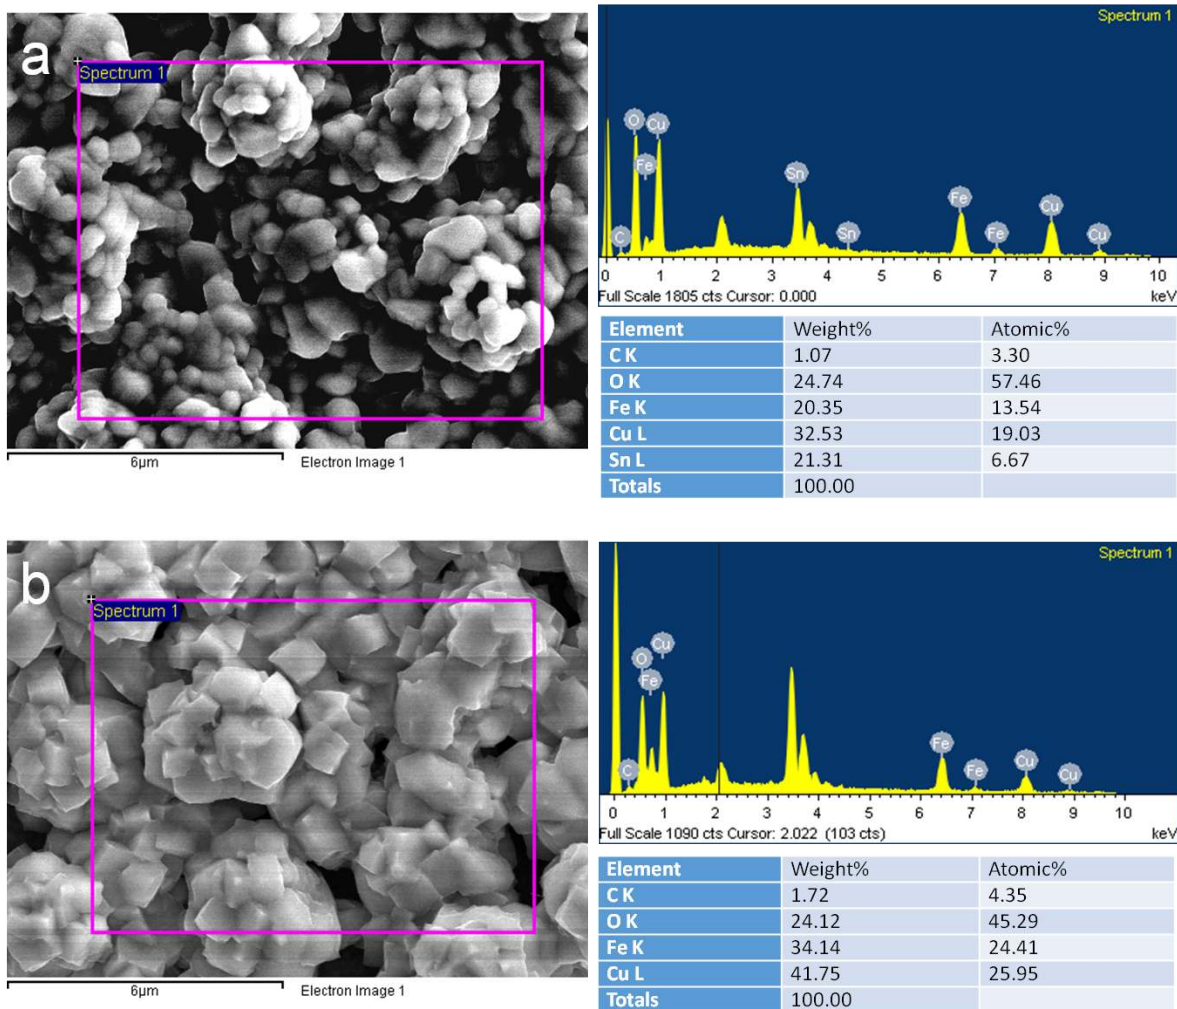 a
Spectrum 1
6µm
Electron Image 1
Spectrum 1
O
Cu
Fe
C
Sn
Sn
Fe
Fe
Cu
Cu
0 1 2 3 4 5 6 7 8 9 10
Full Scale 1805 cts Cursor: 0.000
keV
Element Weight% Atomic%
C K 1.07 3.30
O K 24.74 57.46
Fe K 20.35 13.54
Cu L 32.53 19.03
Sn L 21.31 6.67
Totals 100.00
b
Spectrum 1
6µm
Electron Image 1
Spectrum 1
Cu
O
Fe
C
Fe
Fe
Cu
Cu
0 1 2 3 4 5 6 7 8 9 10
Full Scale 1090 cts Cursor: 2.022 (103 cts)
keV
Element Weight% Atomic%
C K 1.72 4.35
O K 24.12 45.29
Fe K 34.14 24.41
Cu L 41.75 25.95
Totals 100.00